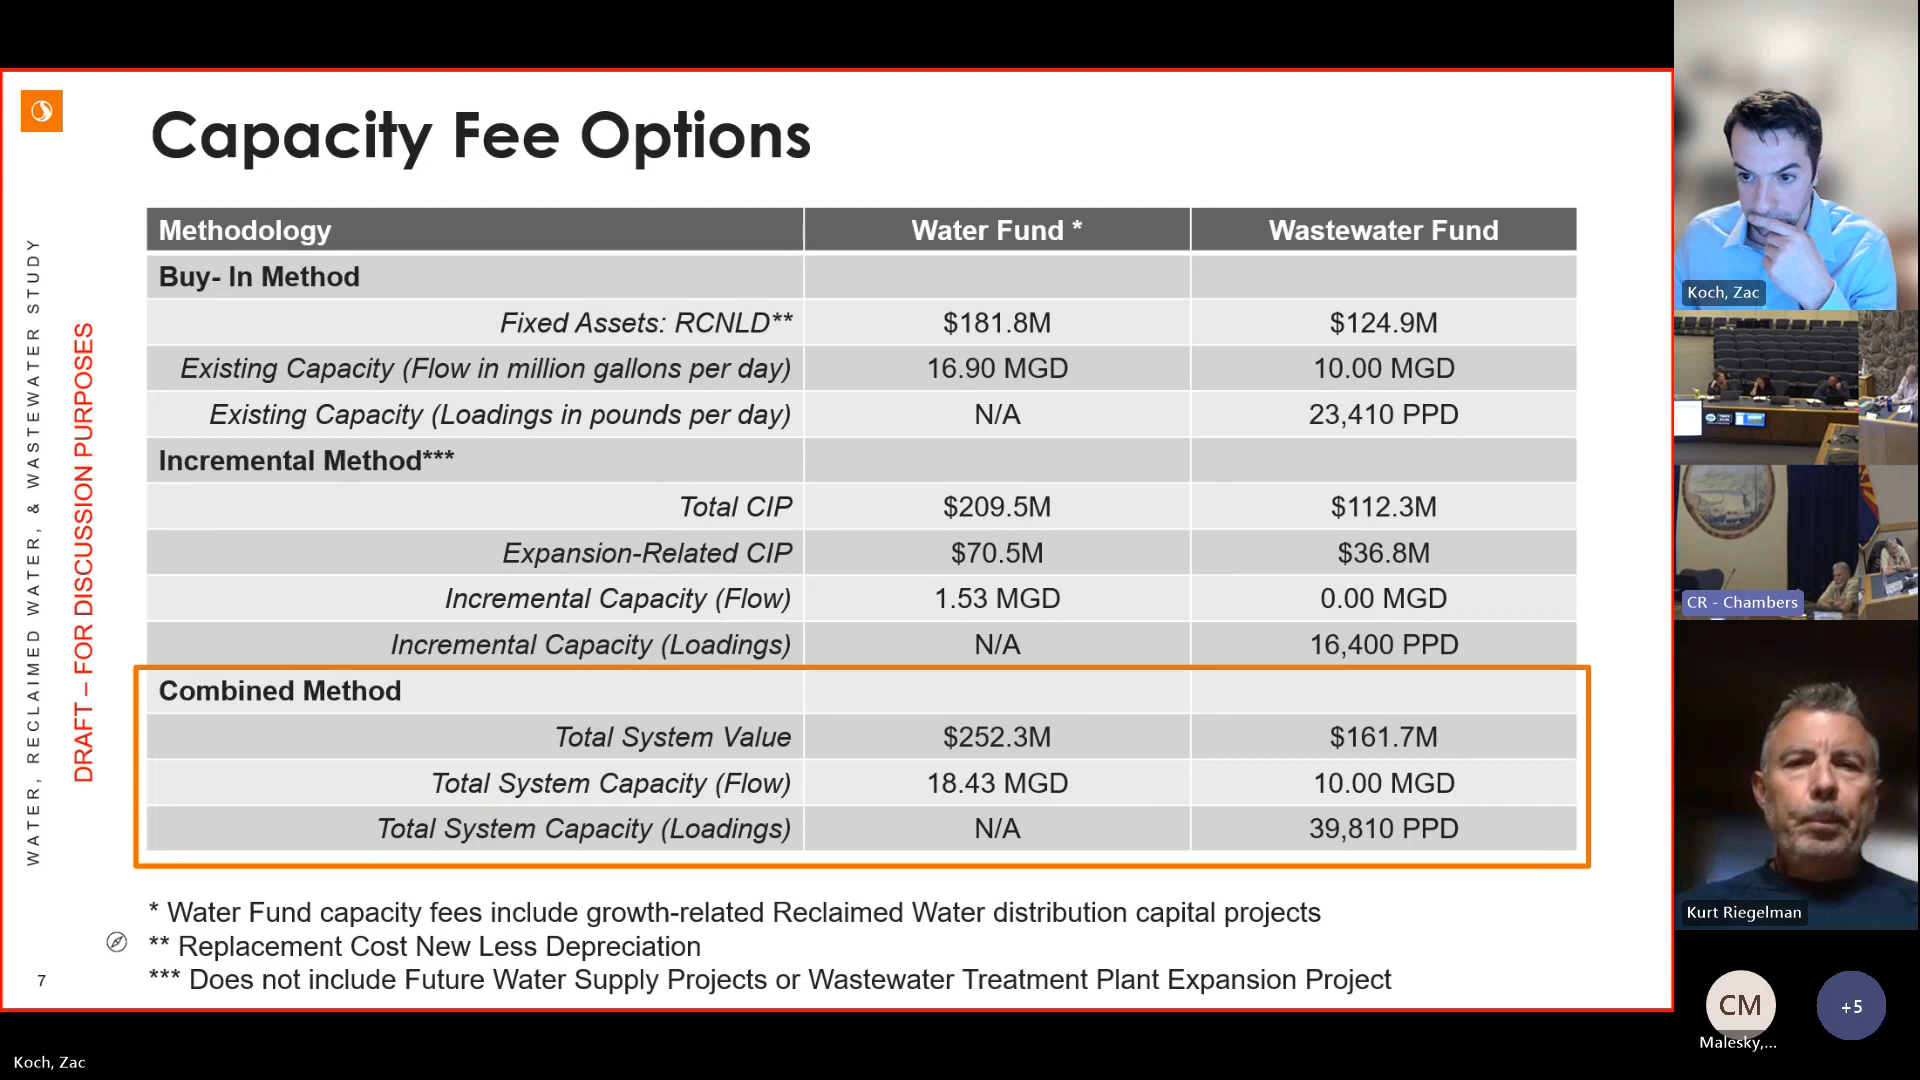 Capacity Fee Options
WATER, RECLAIMED WATER, & WASTEWATER STUDY
DRAFT – FOR DISCUSSION PURPOSES
Methodology Water Fund * Wastewater Fund
Buy- In Method
Fixed Assets: RCNLD** $181.8M $124.9M
Existing Capacity (Flow in million gallons per day) 16.90 MGD 10.00 MGD
Existing Capacity (Loadings in pounds per day) N/A 23,410 PPD
Incremental Method***
Total CIP $209.5M $112.3M
Expansion-Related CIP $70.5M $36.8M
Incremental Capacity (Flow) 1.53 MGD 0.00 MGD
Incremental Capacity (Loadings) N/A 16,400 PPD
Combined Method
Total System Value $252.3M $161.7M
Total System Capacity (Flow) 18.43 MGD 10.00 MGD
Total System Capacity (Loadings) N/A 39,810 PPD
* Water Fund capacity fees include growth-related Reclaimed Water distribution capital projects
** Replacement Cost New Less Depreciation
*** Does not include Future Water Supply Projects or Wastewater Treatment Plant Expansion Project
7
Koch, Zac
Koch, Zac
CR - Chambers
Kurt Riegelman
CM
Malesky,...
+5